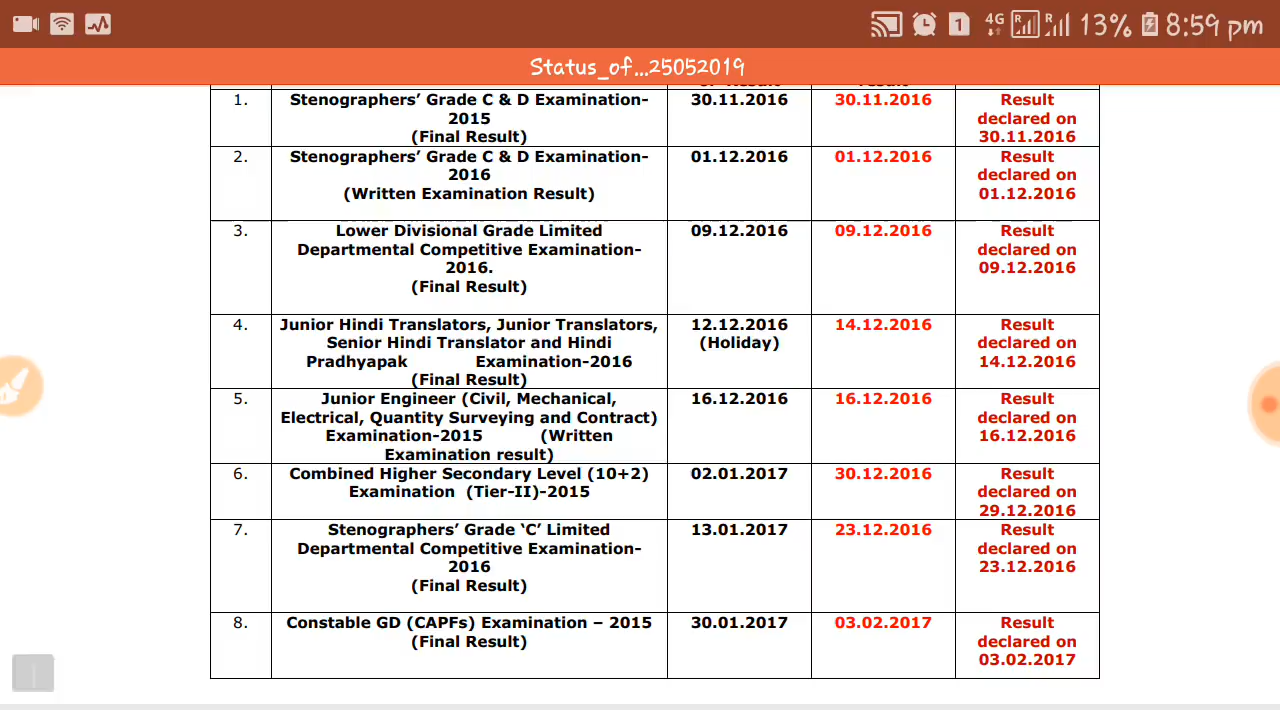 1 4G R R 13% 8:59 pm
Status_of...25052019
1. Stenographers’ Grade C & D Examination- 30.11.2016 30.11.2016 Result
2015 declared on
(Final Result) 30.11.2016
2. Stenographers’ Grade C & D Examination- 01.12.2016 01.12.2016 Result
2016 declared on
(Written Examination Result) 01.12.2016
3. Lower Divisional Grade Limited 09.12.2016 09.12.2016 Result
Departmental Competitive Examination- declared on
2016. 09.12.2016
(Final Result)
4. Junior Hindi Translators, Junior Translators, 12.12.2016 14.12.2016 Result
Senior Hindi Translator and Hindi (Holiday) declared on
Pradhyapak Examination-2016 14.12.2016
(Final Result)
5. Junior Engineer (Civil, Mechanical, 16.12.2016 16.12.2016 Result
Electrical, Quantity Surveying and Contract) declared on
Examination-2015 (Written 16.12.2016
Examination result)
6. Combined Higher Secondary Level (10+2) 02.01.2017 30.12.2016 Result
Examination (Tier-II)-2015 declared on
29.12.2016
7. Stenographers’ Grade ‘C’ Limited 13.01.2017 23.12.2016 Result
Departmental Competitive Examination- declared on
2016 23.12.2016
(Final Result)
8. Constable GD (CAPFs) Examination – 2015 30.01.2017 03.02.2017 Result
(Final Result) declared on
03.02.2017